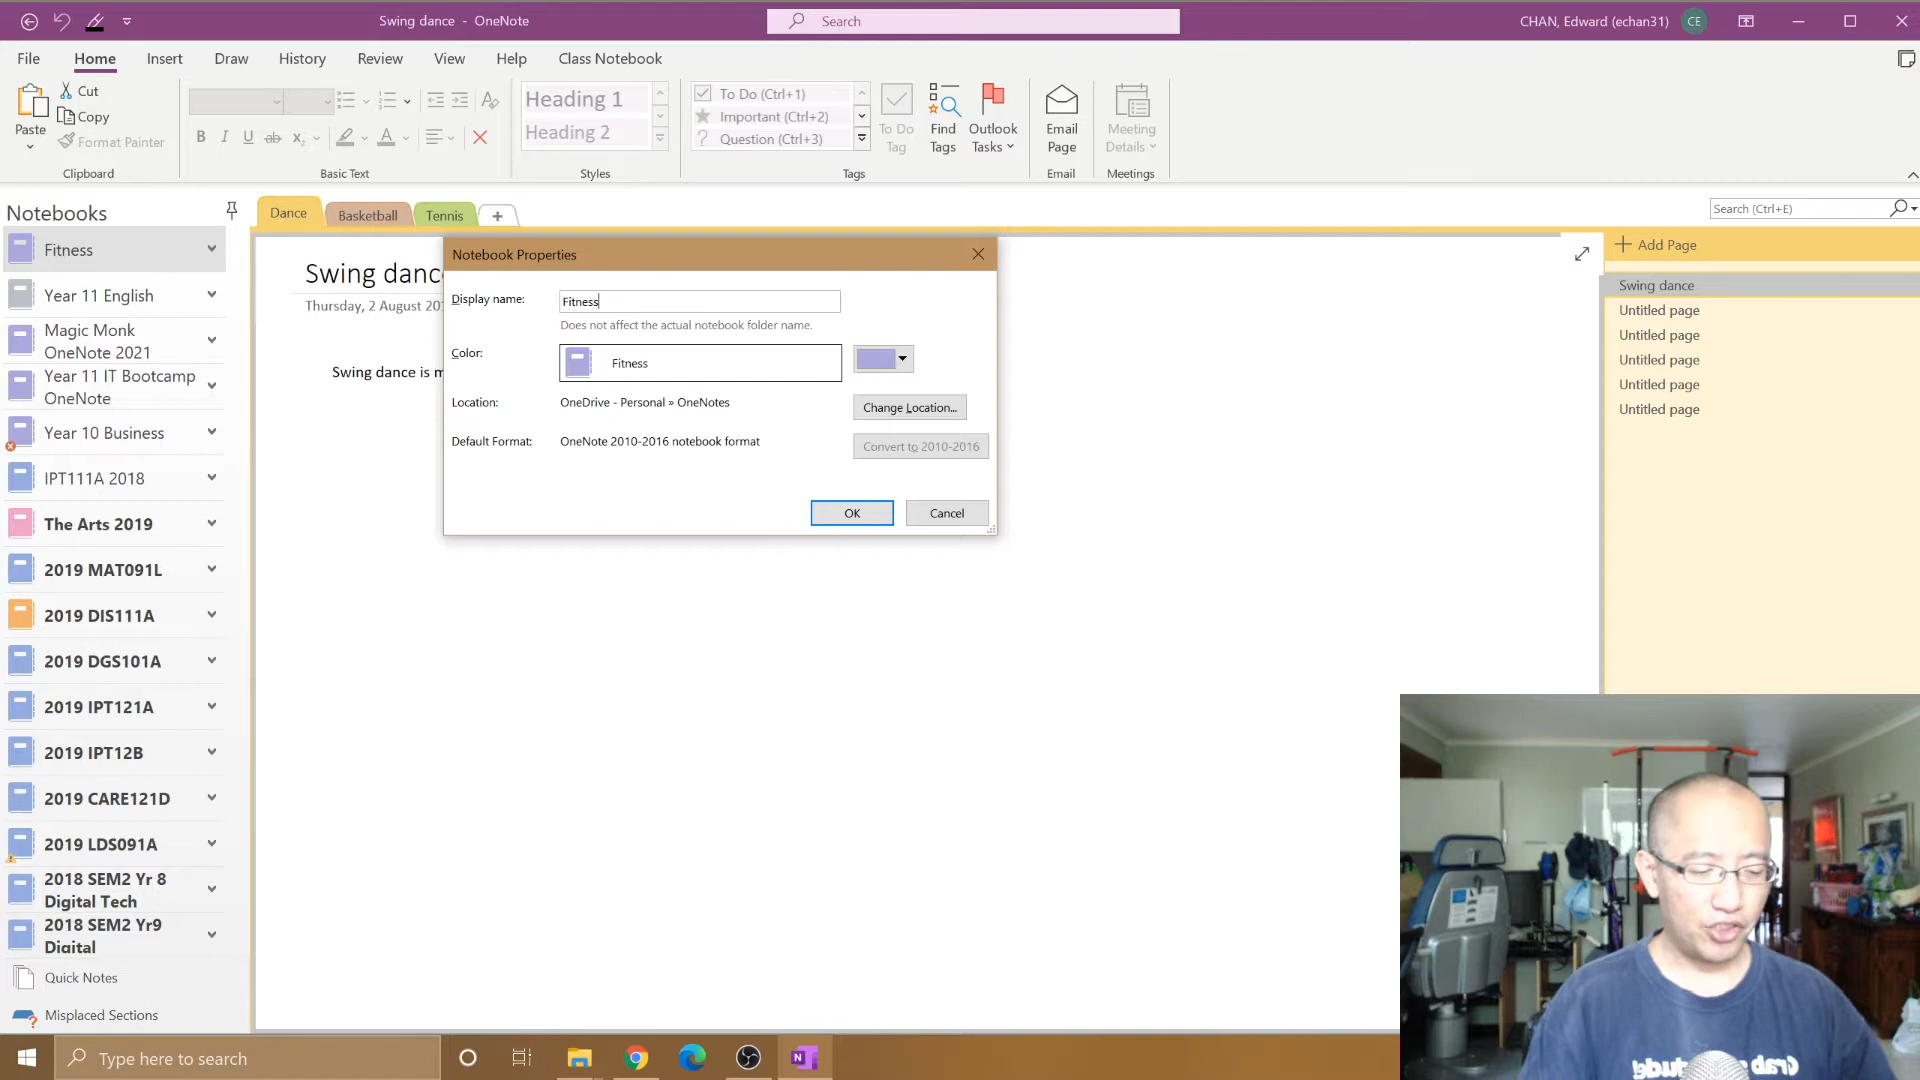 Swing dance - OneNote
Search
CHAN, Edward (echan31)
CE
File
Home
Insert
Draw
History
Review
View
Help
Class Notebook
Paste
Cut
Copy
Format Painter
Clipboard
Basic Text
Heading 1
Heading 2
Styles
To Do (Ctrl+1)
Important (Ctrl+2)
Question (Ctrl+3)
To Do
Tag
Find
Tags
Outlook
Tasks
Tags
Email
Page
Email
Meeting
Details
Meetings
Notebooks
Fitness
Year 11 English
Magic Monk
OneNote 2021
Year 11 IT Bootcamp
OneNote
Year 10 Business
IPT111A 2018
The Arts 2019
2019 MAT091L
2019 DIS111A
2019 DGS101A
2019 IPT121A
2019 IPT12B
2019 CARE121D
2019 LDS091A
2018 SEM2 Yr 8
Digital Tech
2018 SEM2 Yr9
Digital
Quick Notes
Misplaced Sections
Dance
Basketball
Tennis
Search (Ctrl+E)
Swing danc
Thursday, 2 August 20
Swing dance is m
Notebook Properties
Display name:
Fitness
Does not affect the actual notebook folder name.
Color:
Fitness
Location:
OneDrive - Personal » OneNotes
Change Location...
Default Format:
OneNote 2010-2016 notebook format
Convert to 2010-2016
OK
Cancel
Add Page
Swing dance
Untitled page
Untitled page
Untitled page
Untitled page
Untitled page
Type here to search